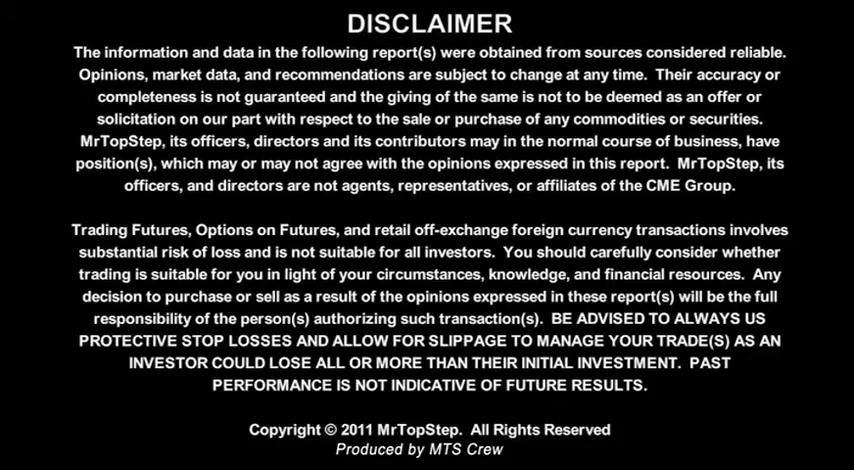 DISCLAIMER
The information and data in the following report(s) were obtained from sources considered reliable.
Opinions, market data, and recommendations are subject to change at any time.  Their accuracy or
completeness is not guaranteed and the giving of the same is not to be deemed as an offer or
solicitation on our part with respect to the sale or purchase of any commodities or securities.
MrTopStep, its officers, directors and its contributors may in the normal course of business, have
position(s), which may or may not agree with the opinions expressed in this report.  MrTopStep, its
officers, and directors are not agents, representatives, or affiliates of the CME Group.
Trading Futures, Options on Futures, and retail off-exchange foreign currency transactions involves
substantial risk of loss and is not suitable for all investors.  You should carefully consider whether
trading is suitable for you in light of your circumstances, knowledge, and financial resources.  Any
decision to purchase or sell as a result of the opinions expressed in these report(s) will be the full
responsibility of the person(s) authorizing such transaction(s).  BE ADVISED TO ALWAYS US
PROTECTIVE STOP LOSSES AND ALLOW FOR SLIPPAGE TO MANAGE YOUR TRADE(S) AS AN
INVESTOR COULD LOSE ALL OR MORE THAN THEIR INITIAL INVESTMENT.  PAST
PERFORMANCE IS NOT INDICATIVE OF FUTURE RESULTS.
Copyright © 2011 MrTopStep.  All Rights Reserved
Produced by MTS Crew